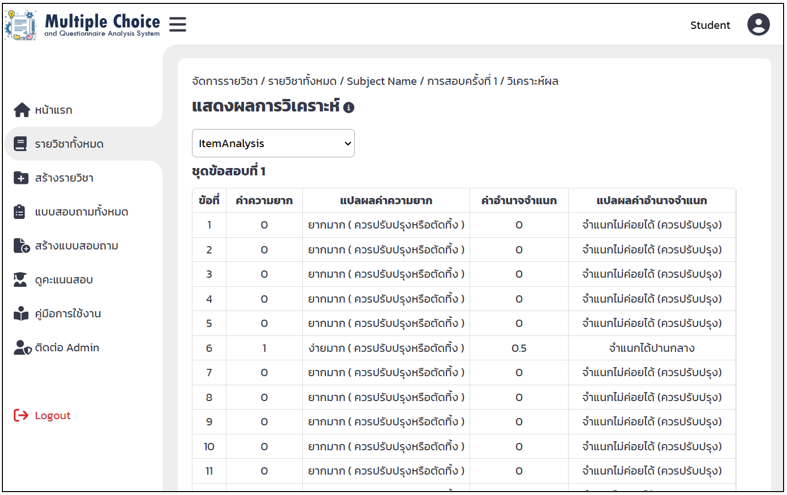 Multiple Choice
and Questionnaire Analysis System
Student
หน้าแรก
รายวิชาทั้งหมด
สร้างรายวิชา
แบบสอบถามทั้งหมด
สร้างแบบสอบถาม
ดูคะแนนสอบ
คู่มือการใช้งาน
ติดต่อ Admin
Logout
จัดการรายวิชา / รายวิชาทั้งหมด / Subject Name / การสอบครั้งที่ 1 / วิเคราะห์ผล
แสดงผลการวิเคราะห์
ItemAnalysis
ชุดข้อสอบที่ 1
ข้อที่ ค่าความยาก แปลผลค่าความยาก ค่าอำนาจจำแนก แปลผลค่าอำนาจจำแนก
1 0 ยากมาก ( ควรปรับปรุงหรือตัดทิ้ง ) 0 จำแนกไม่ค่อยได้ (ควรปรับปรุง)
2 0 ยากมาก ( ควรปรับปรุงหรือตัดทิ้ง ) 0 จำแนกไม่ค่อยได้ (ควรปรับปรุง)
3 0 ยากมาก ( ควรปรับปรุงหรือตัดทิ้ง ) 0 จำแนกไม่ค่อยได้ (ควรปรับปรุง)
4 0 ยากมาก ( ควรปรับปรุงหรือตัดทิ้ง ) 0 จำแนกไม่ค่อยได้ (ควรปรับปรุง)
5 0 ยากมาก ( ควรปรับปรุงหรือตัดทิ้ง ) 0 จำแนกไม่ค่อยได้ (ควรปรับปรุง)
6 1 ง่ายมาก ( ควรปรับปรุงหรือตัดทิ้ง ) 0.5 จำแนกได้ปานกลาง
7 0 ยากมาก ( ควรปรับปรุงหรือตัดทิ้ง ) 0 จำแนกไม่ค่อยได้ (ควรปรับปรุง)
8 0 ยากมาก ( ควรปรับปรุงหรือตัดทิ้ง ) 0 จำแนกไม่ค่อยได้ (ควรปรับปรุง)
9 0 ยากมาก ( ควรปรับปรุงหรือตัดทิ้ง ) 0 จำแนกไม่ค่อยได้ (ควรปรับปรุง)
10 0 ยากมาก ( ควรปรับปรุงหรือตัดทิ้ง ) 0 จำแนกไม่ค่อยได้ (ควรปรับปรุง)
11 0 ยากมาก ( ควรปรับปรุงหรือตัดทิ้ง ) 0 จำแนกไม่ค่อยได้ (ควรปรับปรุง)